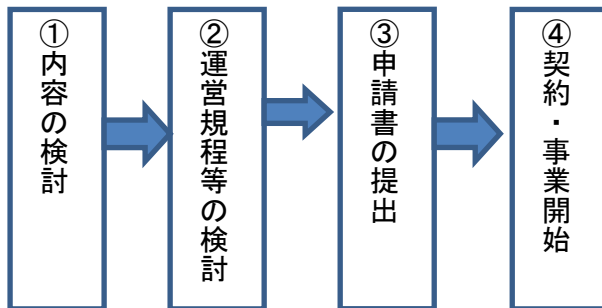 ①内容の検討
②運営規程等の検討
③申請書の提出
④契約・事業開始